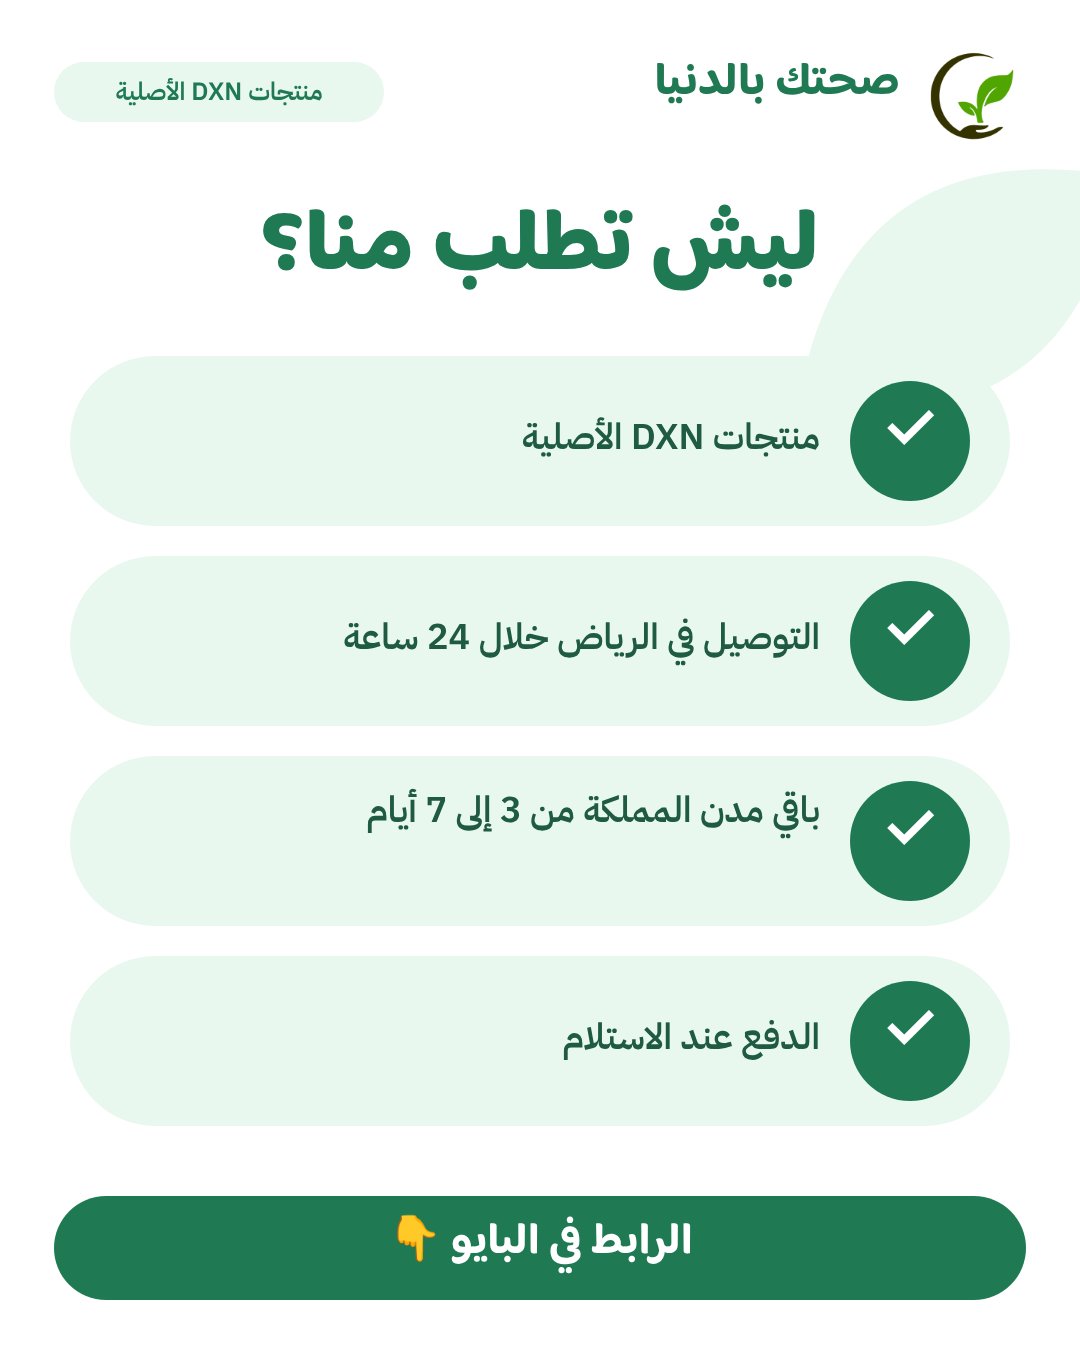 صحتك بالدنيا
منتجات DXN الأصلية
ليش تطلب منا؟
منتجات DXN الأصلية
التوصيل في الرياض خلال 24 ساعة
باقي مدن المملكة من 3 إلى 7 أيام
الدفع عند الاستلام
الرابط في البايو 👇